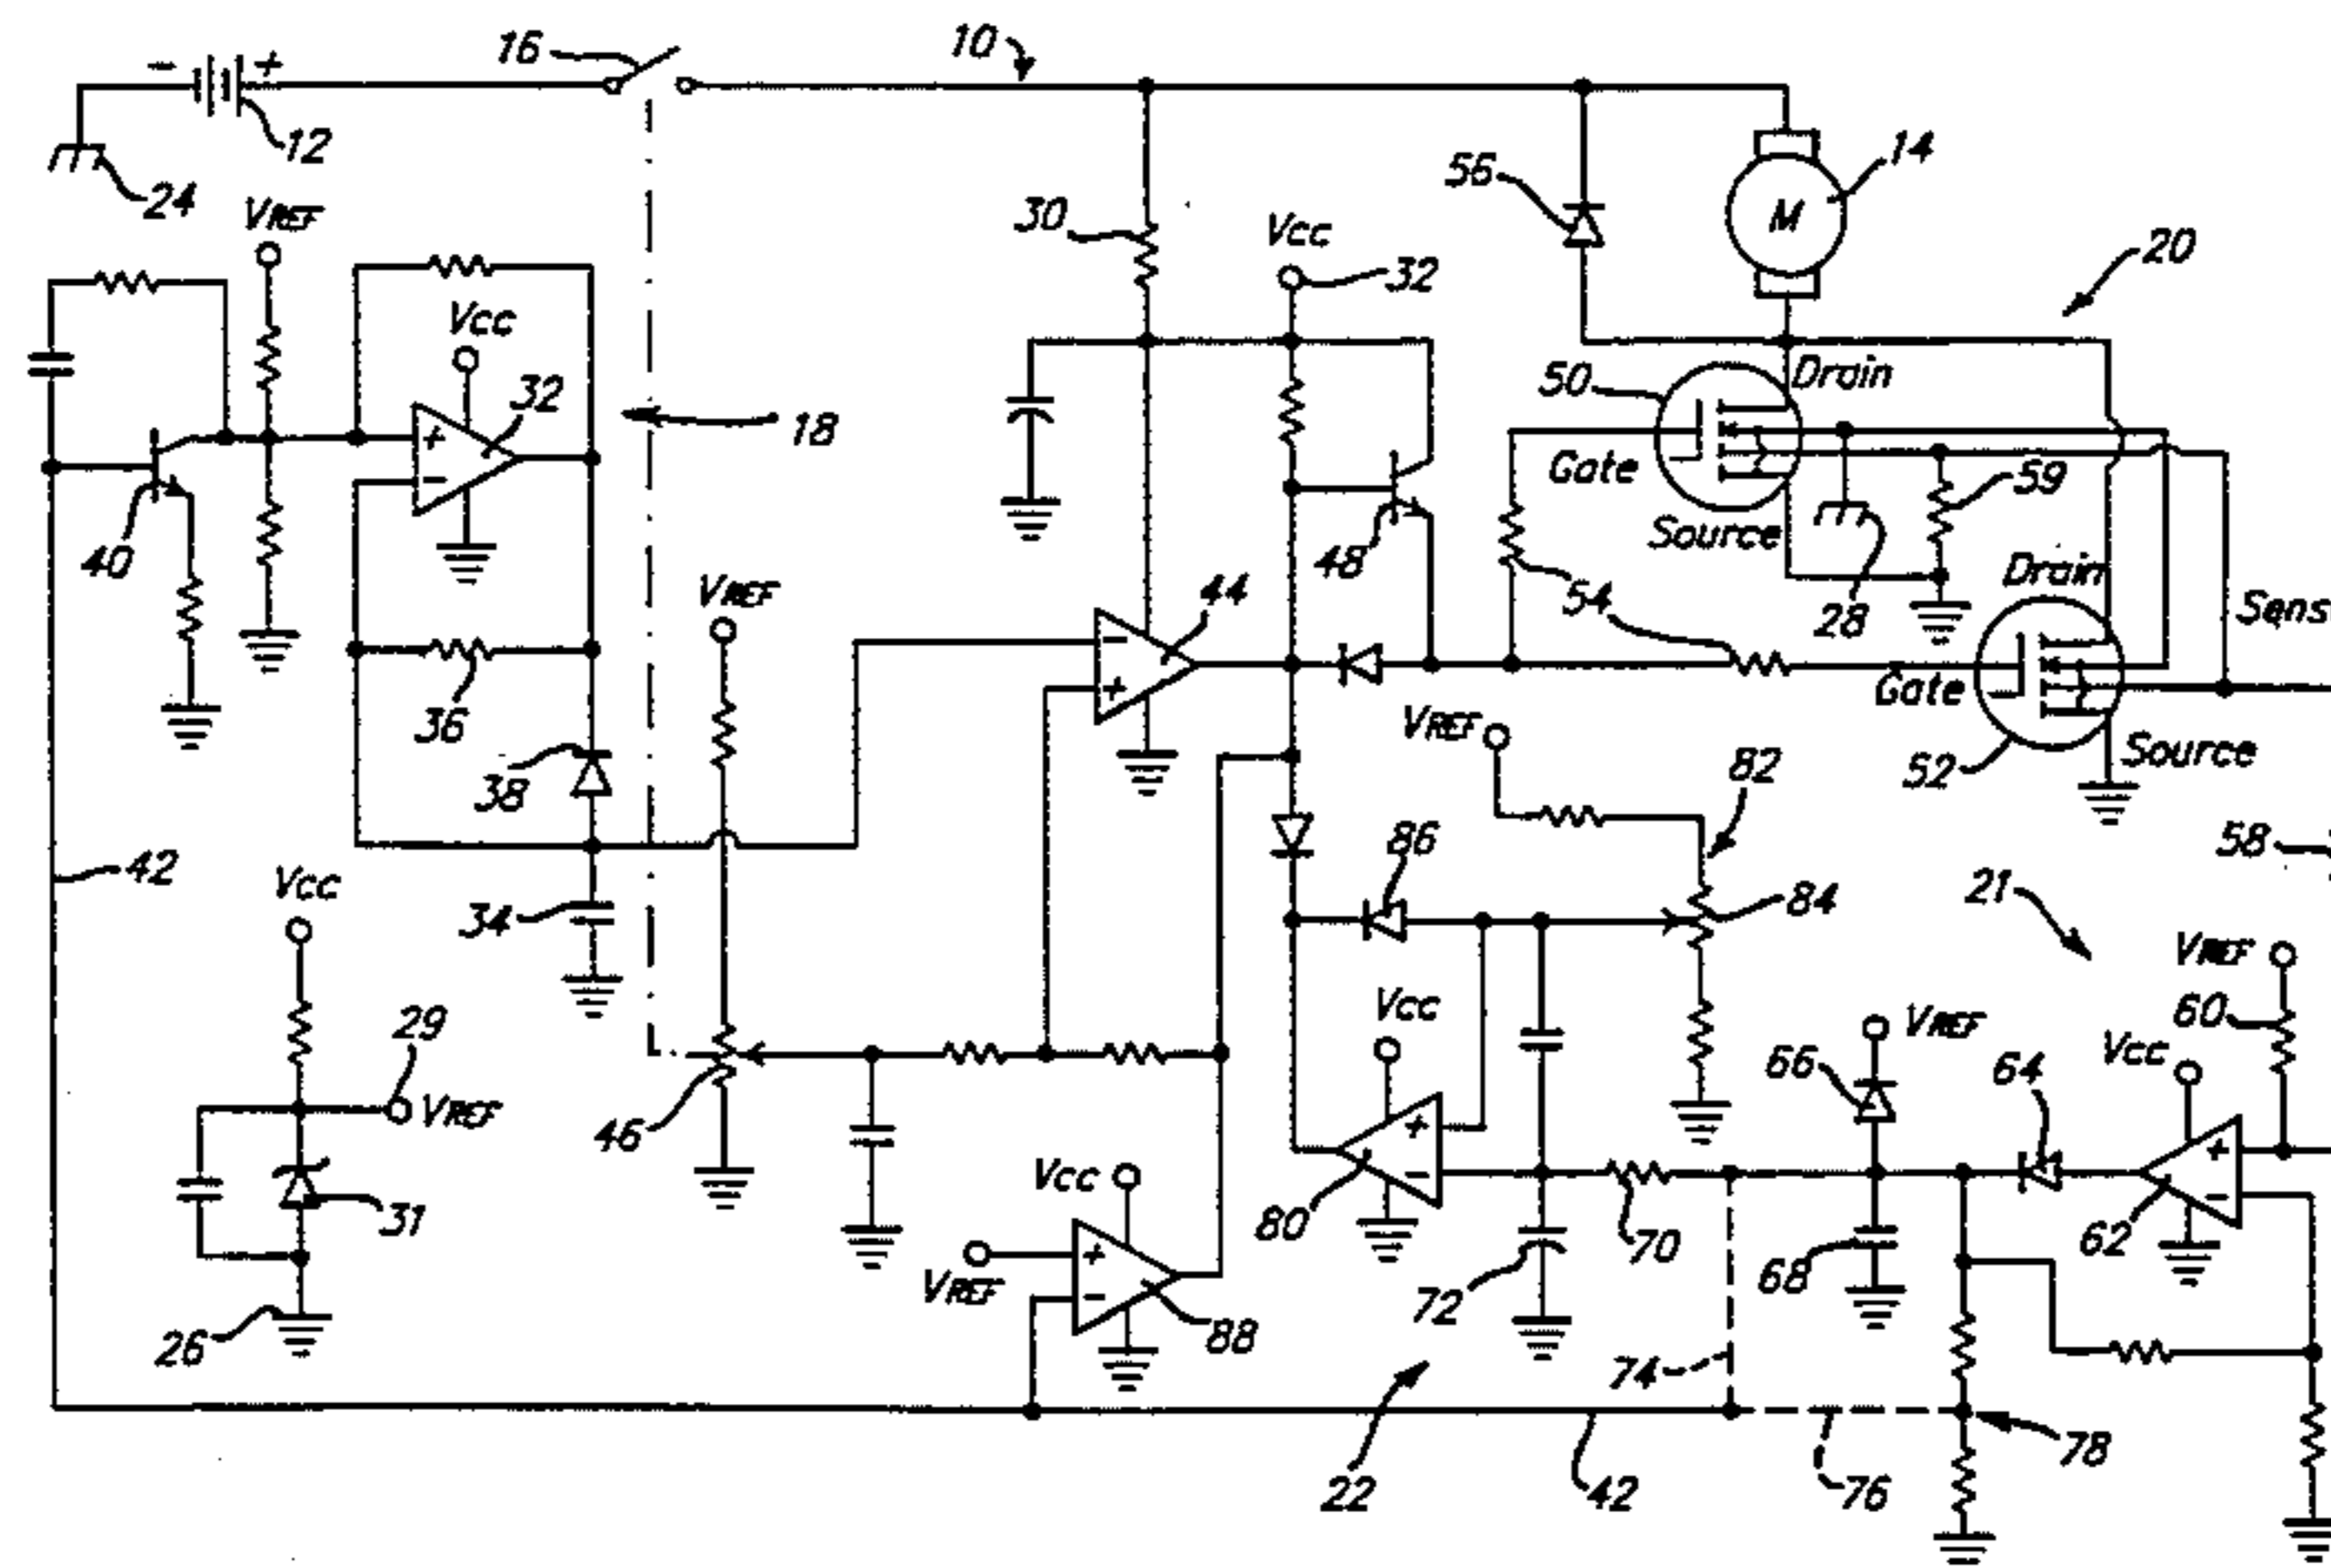 16
10
- +
12
24
VREF
56
14
M
20
30
Vcc
32
Vcc
32
+
-
18
50
Drain
Gate
Source
59
28
40
48
54
VREF
44
-
+
Drain
Gate
Source
52
36
38
VREF
82
58
42
34
86
84
21
Vcc
29
VREF
46
31
26
Vcc
+
-
80
70
72
VREF
66
68
64
VREF
60
Vcc
+
-
62
Vcc
VREF
+
-
88
74
22
42
76
78